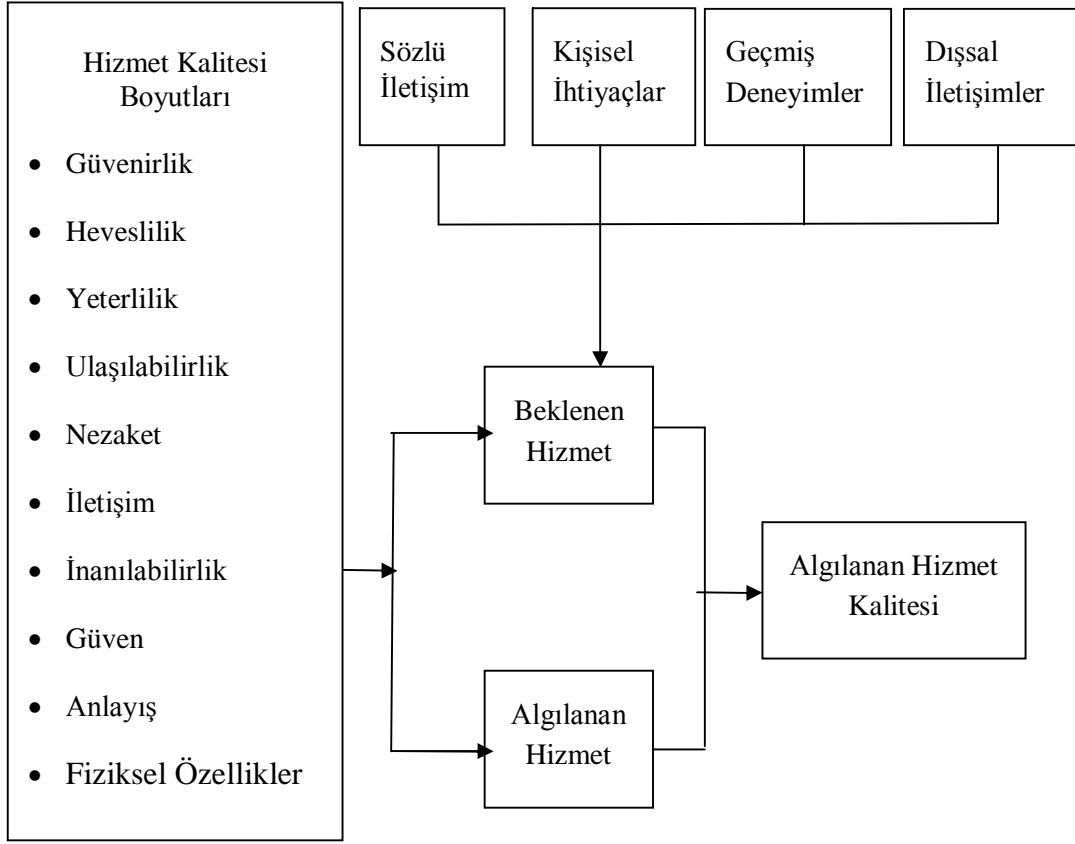 Hizmet Kalitesi
Boyutları
• Güvenirlik
• Heveslilik
• Yeterlilik
• Ulaşılabilirlik
• Nezaket
• İletişim
• İnanılabilirlik
• Güven
• Anlayış
• Fiziksel Özellikler
Sözlü
İletişim
Kişisel
İhtiyaçlar
Geçmiş
Deneyimler
Dışsal
İletişimler
Beklenen
Hizmet
Algılanan
Hizmet
Algılanan Hizmet
Kalitesi